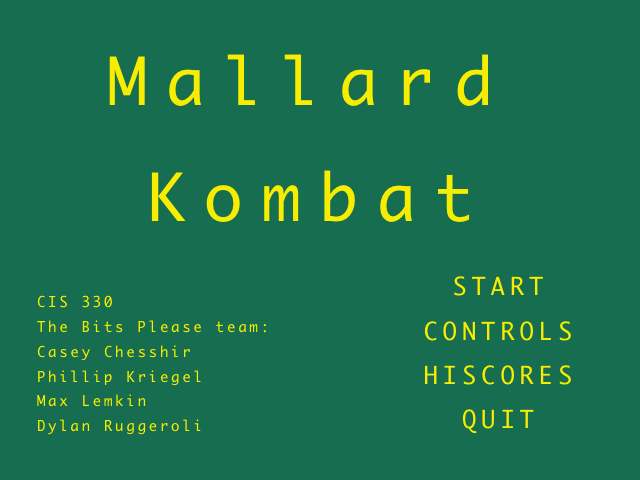 Mallard
Kombat
CIS 330
The Bits Please team:
Casey Chesshir
Phillip Kriegel
Max Lemkin
Dylan Ruggeroli
START
CONTROLS
HISCORES
QUIT